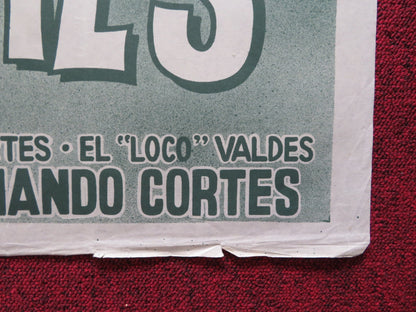 TES • EL "LOCO" VALDES
NANDO CORTES